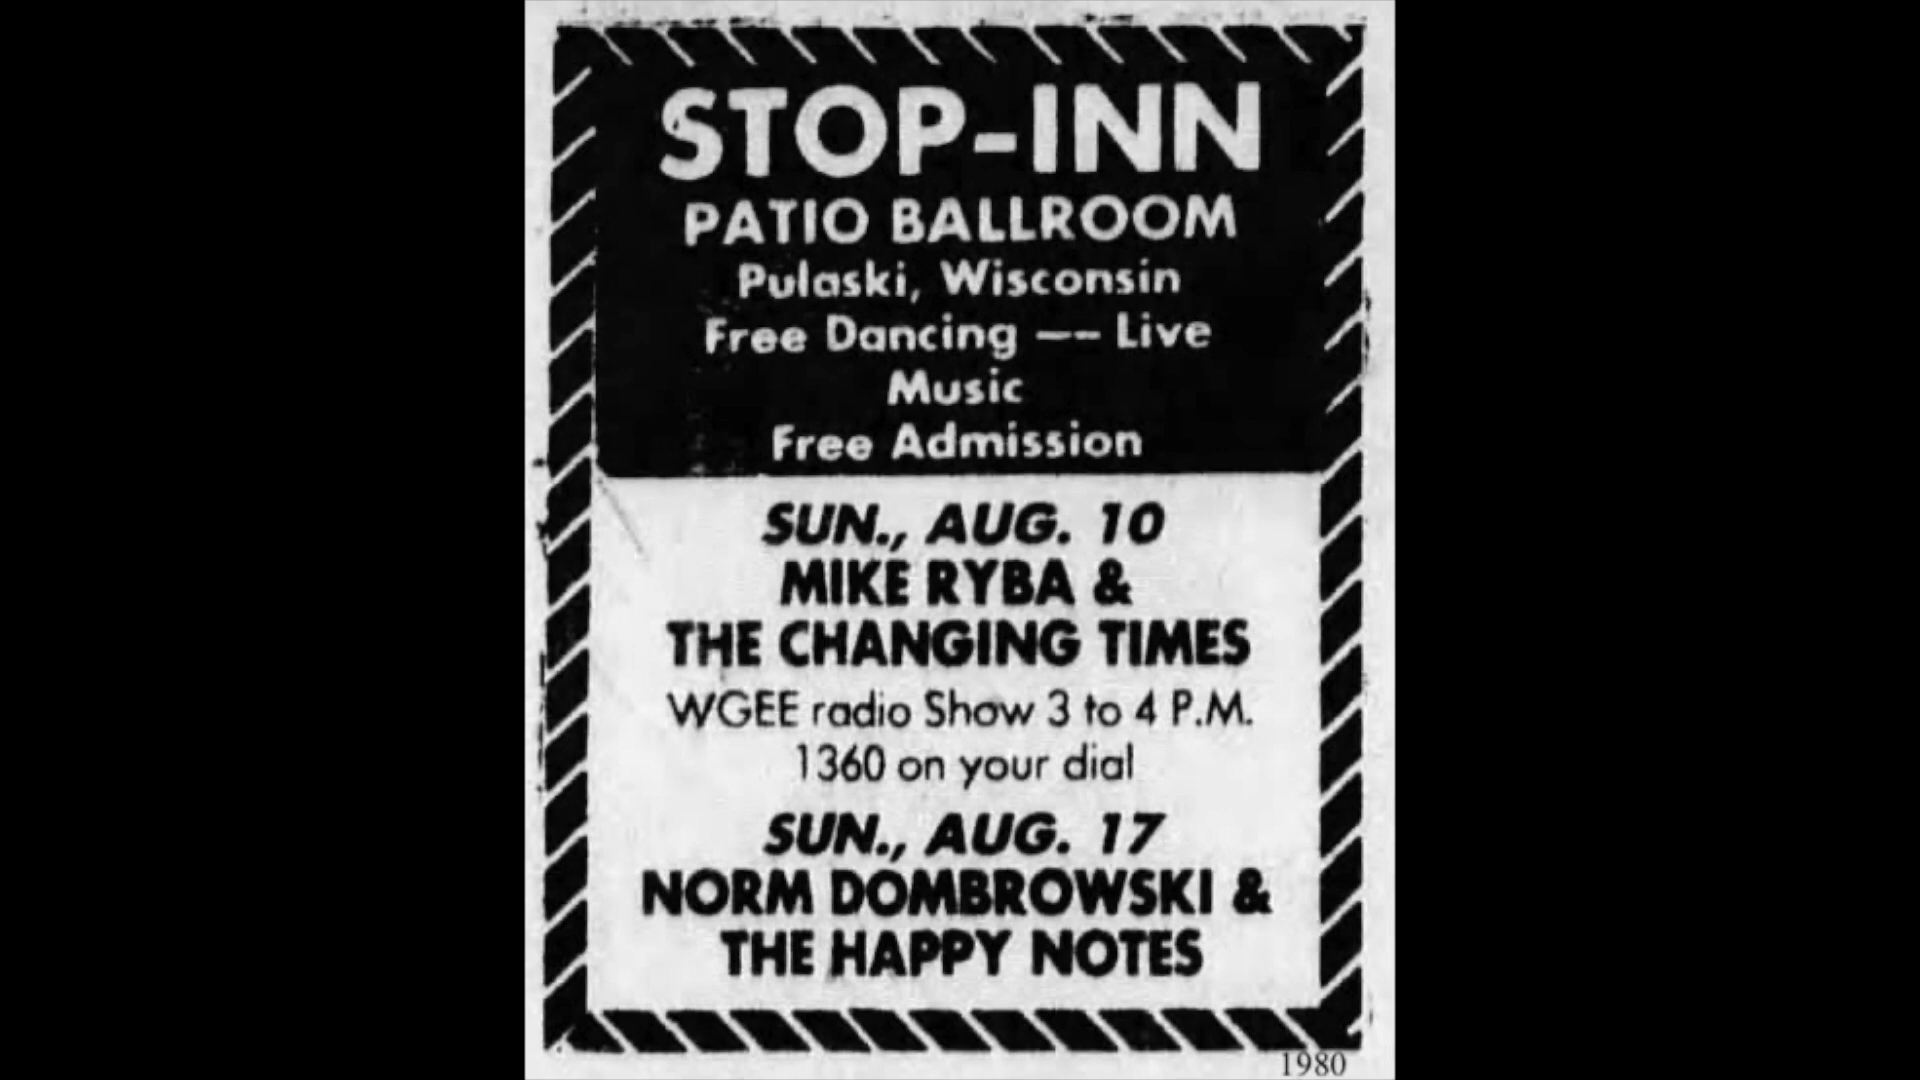 STOP-INN
PATIO BALLROOM
Pulaski, Wisconsin
Free Dancing -- Live
Music
Free Admission
SUN., AUG. 10
MIKE RYBA &
THE CHANGING TIMES
WGEE radio Show 3 to 4 P.M.
1360 on your dial
SUN., AUG. 17
NORM DOMBROWSKI &
THE HAPPY NOTES
1980